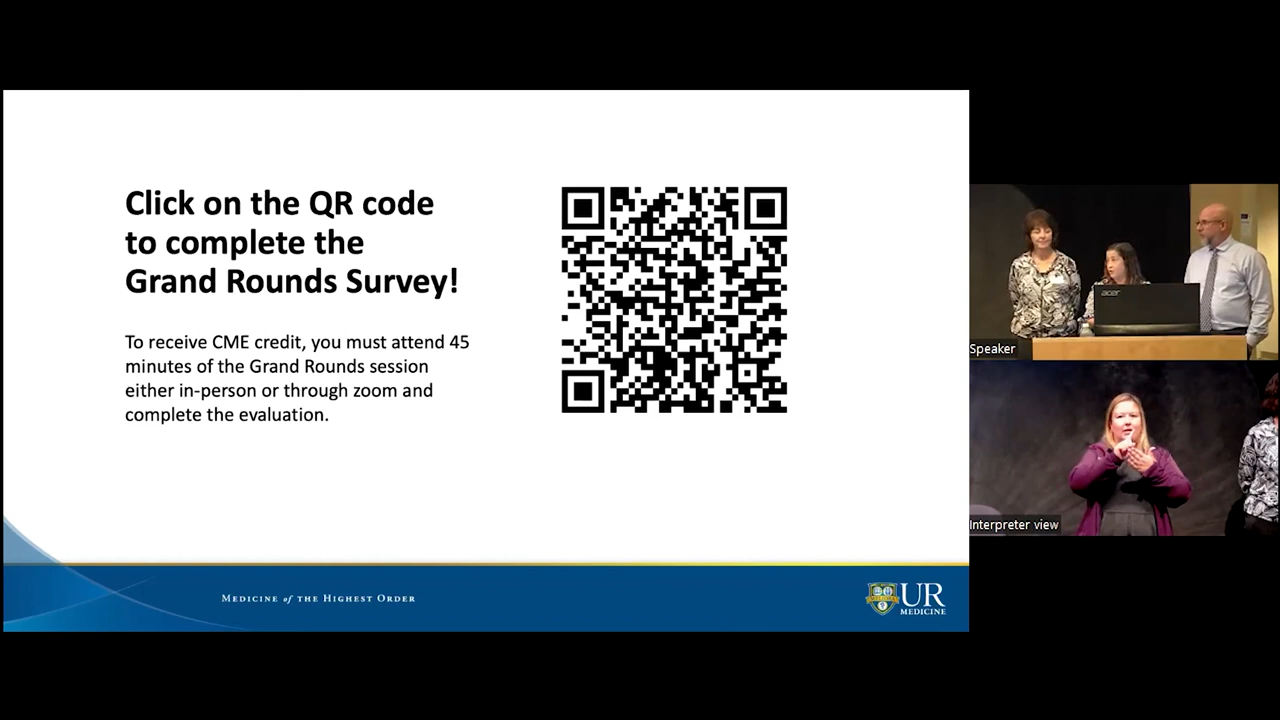 Click on the QR code
to complete the
Grand Rounds Survey!
To receive CME credit, you must attend 45
minutes of the Grand Rounds session
either in-person or through zoom and
complete the evaluation.
Medicine of the Highest Order
UR
MEDICINE
acer
Speaker
Interpreter view